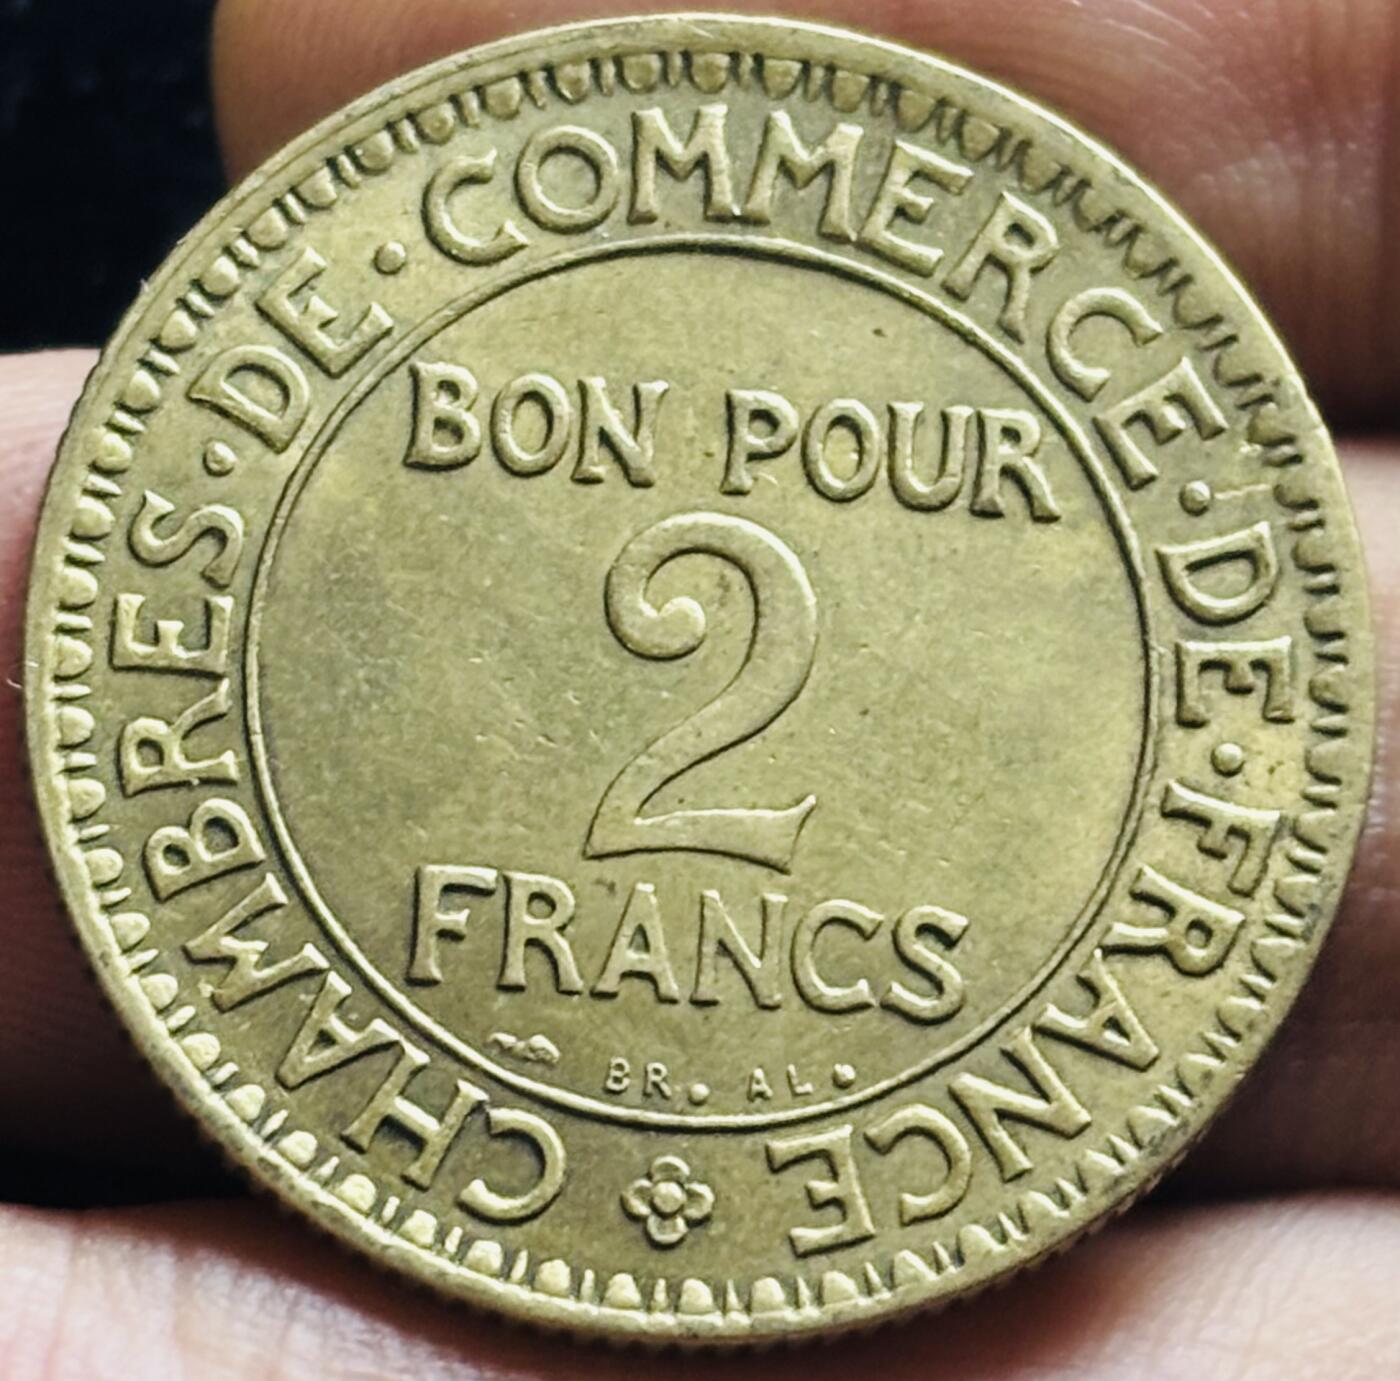 CHAMBRES · DE · COMMERCE · DE · FRANCE
BON POUR
2
FRANCS
BR. AL.